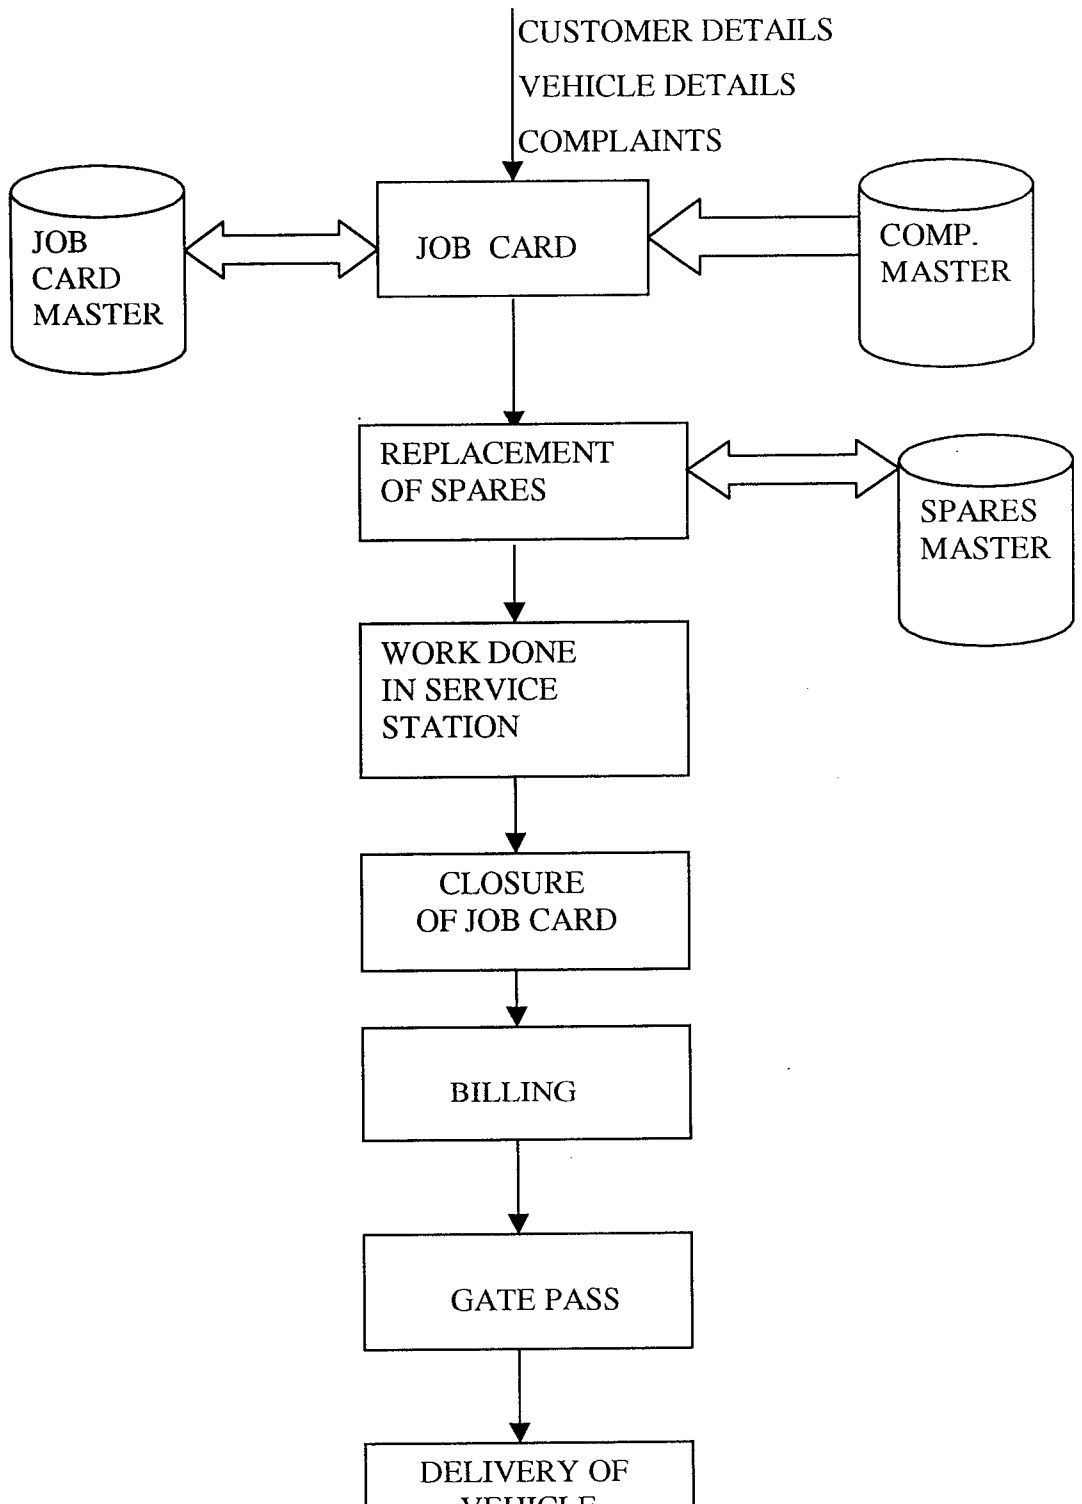 CUSTOMER DETAILS
VEHICLE DETAILS
COMPLAINTS
JOB
CARD
MASTER
JOB CARD
COMP.
MASTER
REPLACEMENT
OF SPARES
SPARES
MASTER
WORK DONE
IN SERVICE
STATION
CLOSURE
OF JOB CARD
BILLING
GATE PASS
DELIVERY OF
VEHICLE